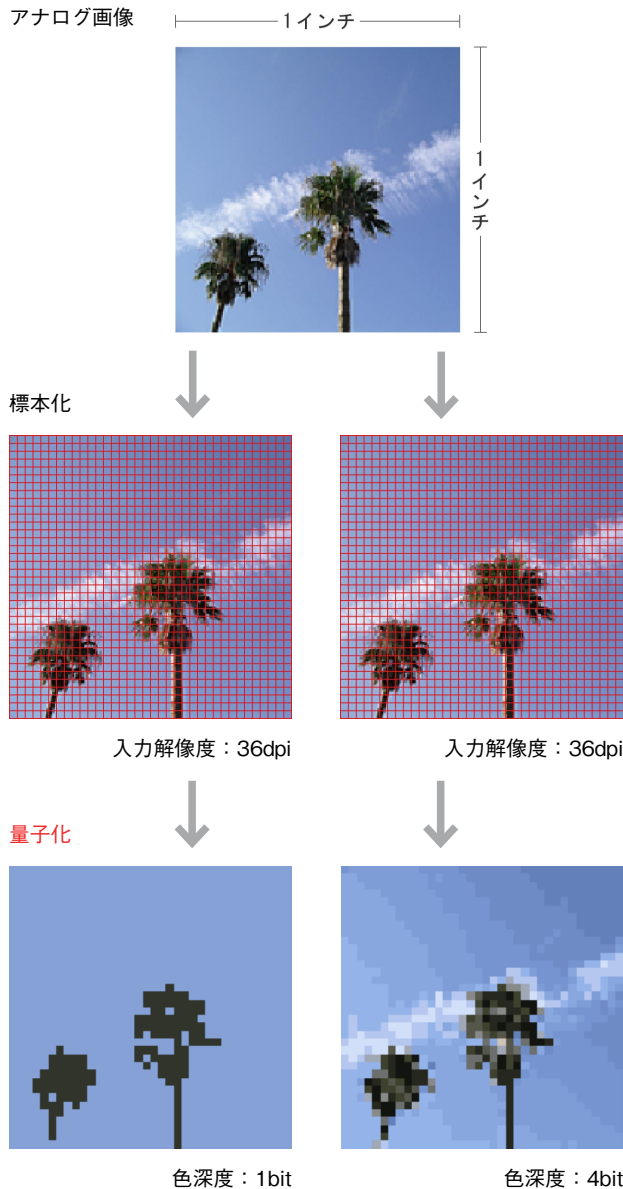 アナログ画像
1インチ
1インチ
標本化
入力解像度：36dpi
入力解像度：36dpi
量子化
色深度：1bit
色深度：4bit